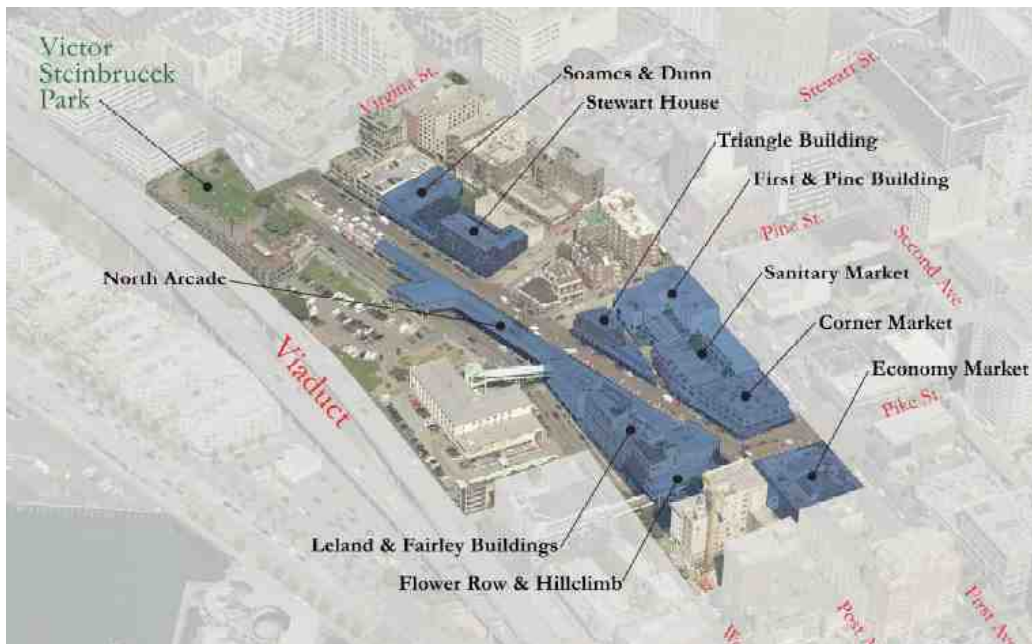 Victor
Steinbrueck
Park
Virginia St.
Soames & Dunn
Stewart House
Stewart St.
Triangle Building
First & Pine Building
Pine St.
Second Ave
Sanitary Market
North Arcade
Corner Market
Viaduct
Economy Market
Pike St.
Leland & Fairley Buildings
Flower Row & Hillclimb
First Ave
Post